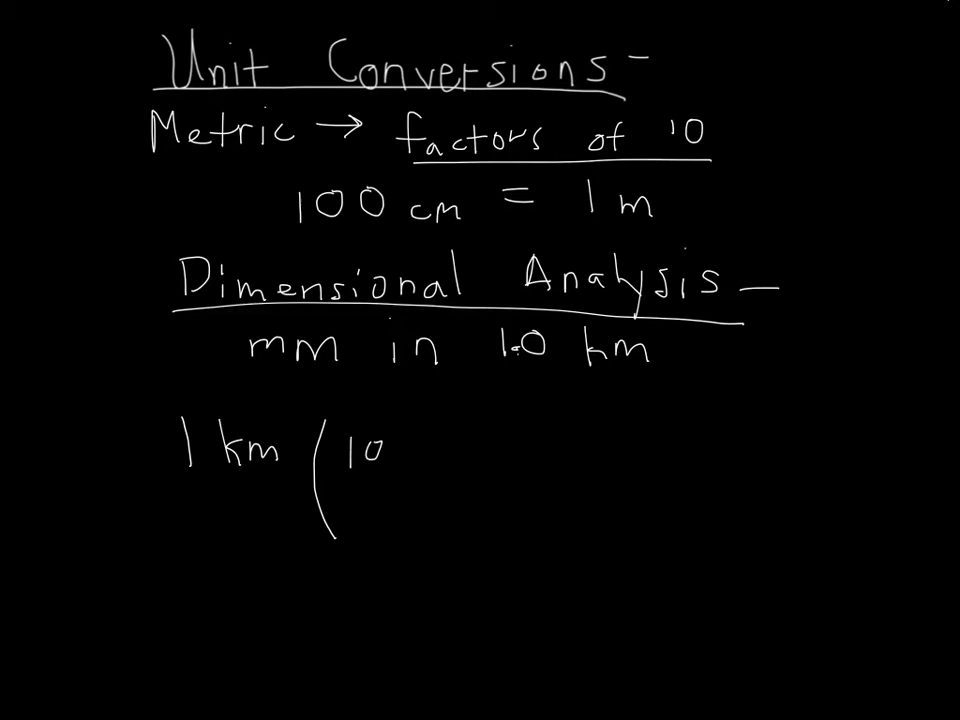 Unit Conversions -
Metric → factors of 10
100 cm = 1 m
Dimensional Analysis —
mm in 1.0 km
1 km ( 10